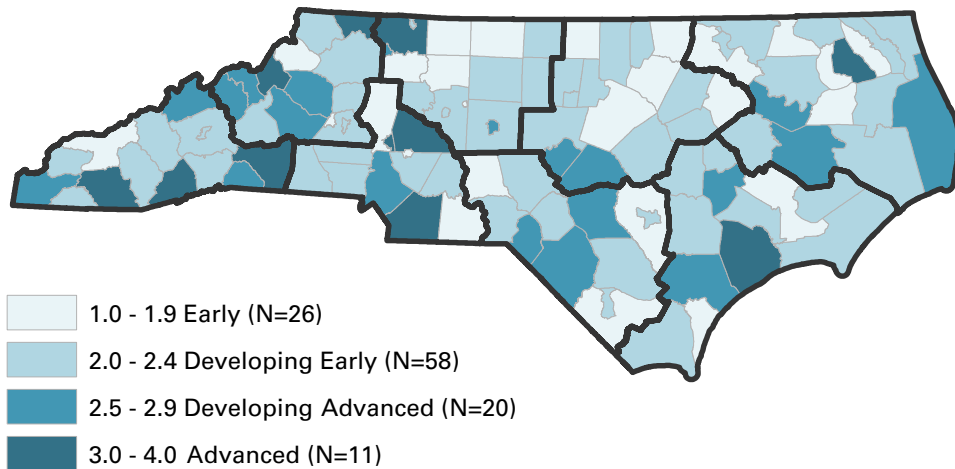 1.0 - 1.9 Early (N=26)
2.0 - 2.4 Developing Early (N=58)
2.5 - 2.9 Developing Advanced (N=20)
3.0 - 4.0 Advanced (N=11)